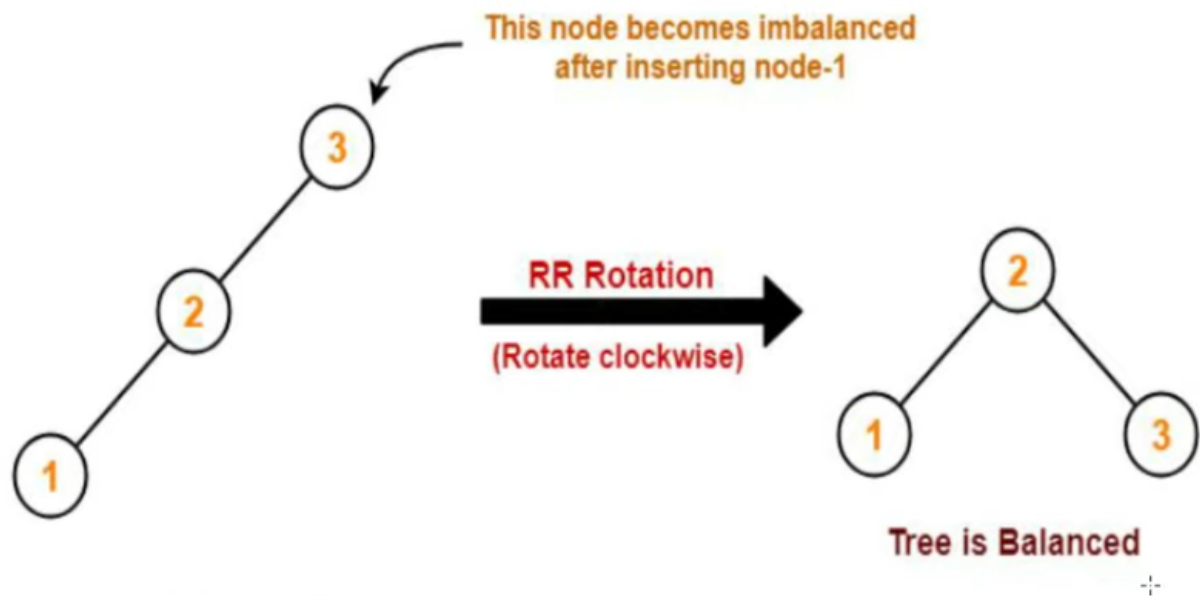 This node becomes imbalanced
after inserting node-1
3
2
1
RR Rotation
(Rotate clockwise)
2
1
3
Tree is Balanced